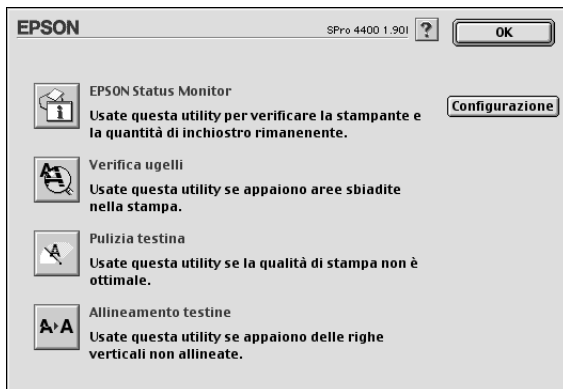 EPSON
SPro 4400 1.90I
?
OK
EPSON Status Monitor
Usate questa utility per verificare la stampante e
la quantità di inchiostro rimanenente.
Configurazione
Verifica ugelli
Usate questa utility se appaiono aree sbiadite
nella stampa.
Pulizia testina
Usate questa utility se la qualità di stampa non è
ottimale.
Allineamento testine
Usate questa utility se appaiono delle righe
verticali non allineate.